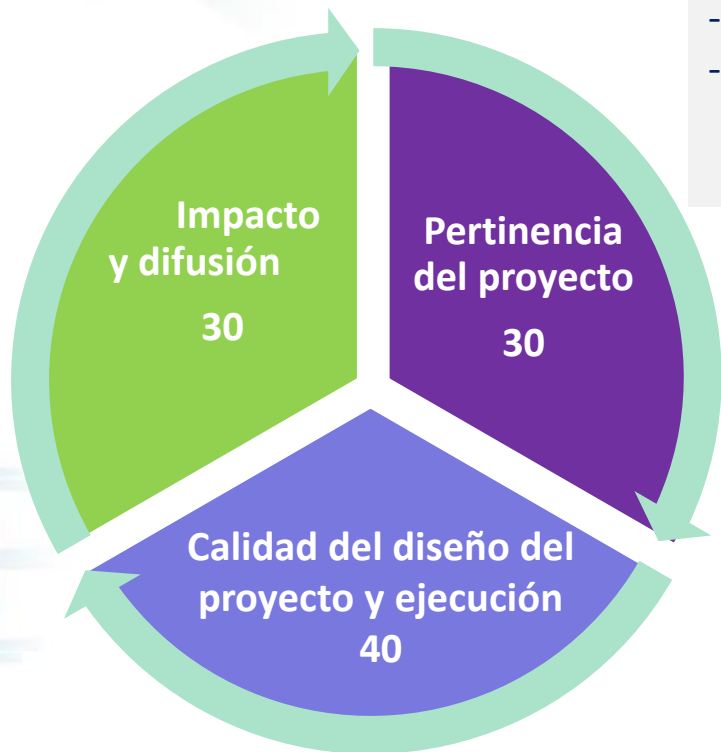 -
-
Impacto
y difusión
30
Pertinencia
del proyecto
30
Calidad del diseño del
proyecto y ejecución
40